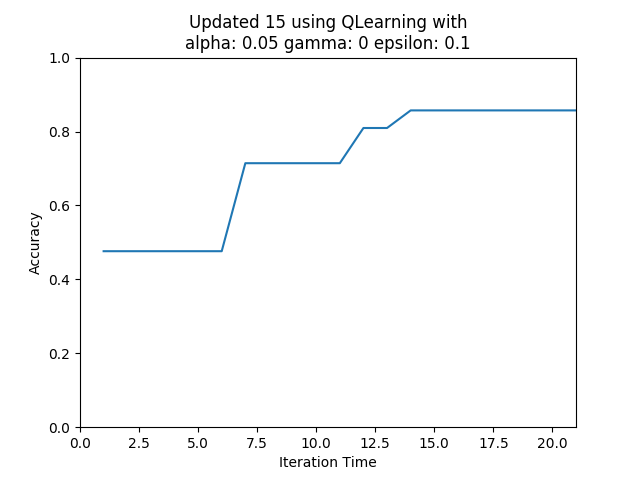 Updated 15 using QLearning with
alpha: 0.05 gamma: 0 epsilon: 0.1
1.0
0.8
0.6
0.4
0.2
0.0
Accuracy
0.0 2.5 5.0 7.5 10.0 12.5 15.0 17.5 20.0
Iteration Time